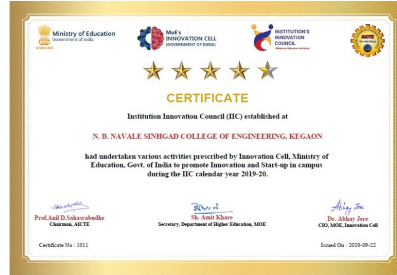 Ministry of Education
Government of India
MoE's
INNOVATION CELL
(GOVERNMENT OF INDIA)
INSTITUTION'S
INNOVATION
COUNCIL
AICTE
CERTIFICATE
Institution Innovation Council (IIC) established at
N. B. NAVALE SINHGAD COLLEGE OF ENGINEERING, KEGAON
had undertaken various activities prescribed by Innovation Cell, Ministry of
Education, Govt. of India to promote Innovation and Start-up in campus
during the IIC calendar year 2019-20.
Prof.Anil D.Sahasrabudhe
Chairman, AICTE
Sh. Amit Khare
Secretary, Department of Higher Education, MOE
Dr. Abhay Jere
CIO, MOE, Innovation Cell
Certificate No : 1011
Issued On : 2020-09-22